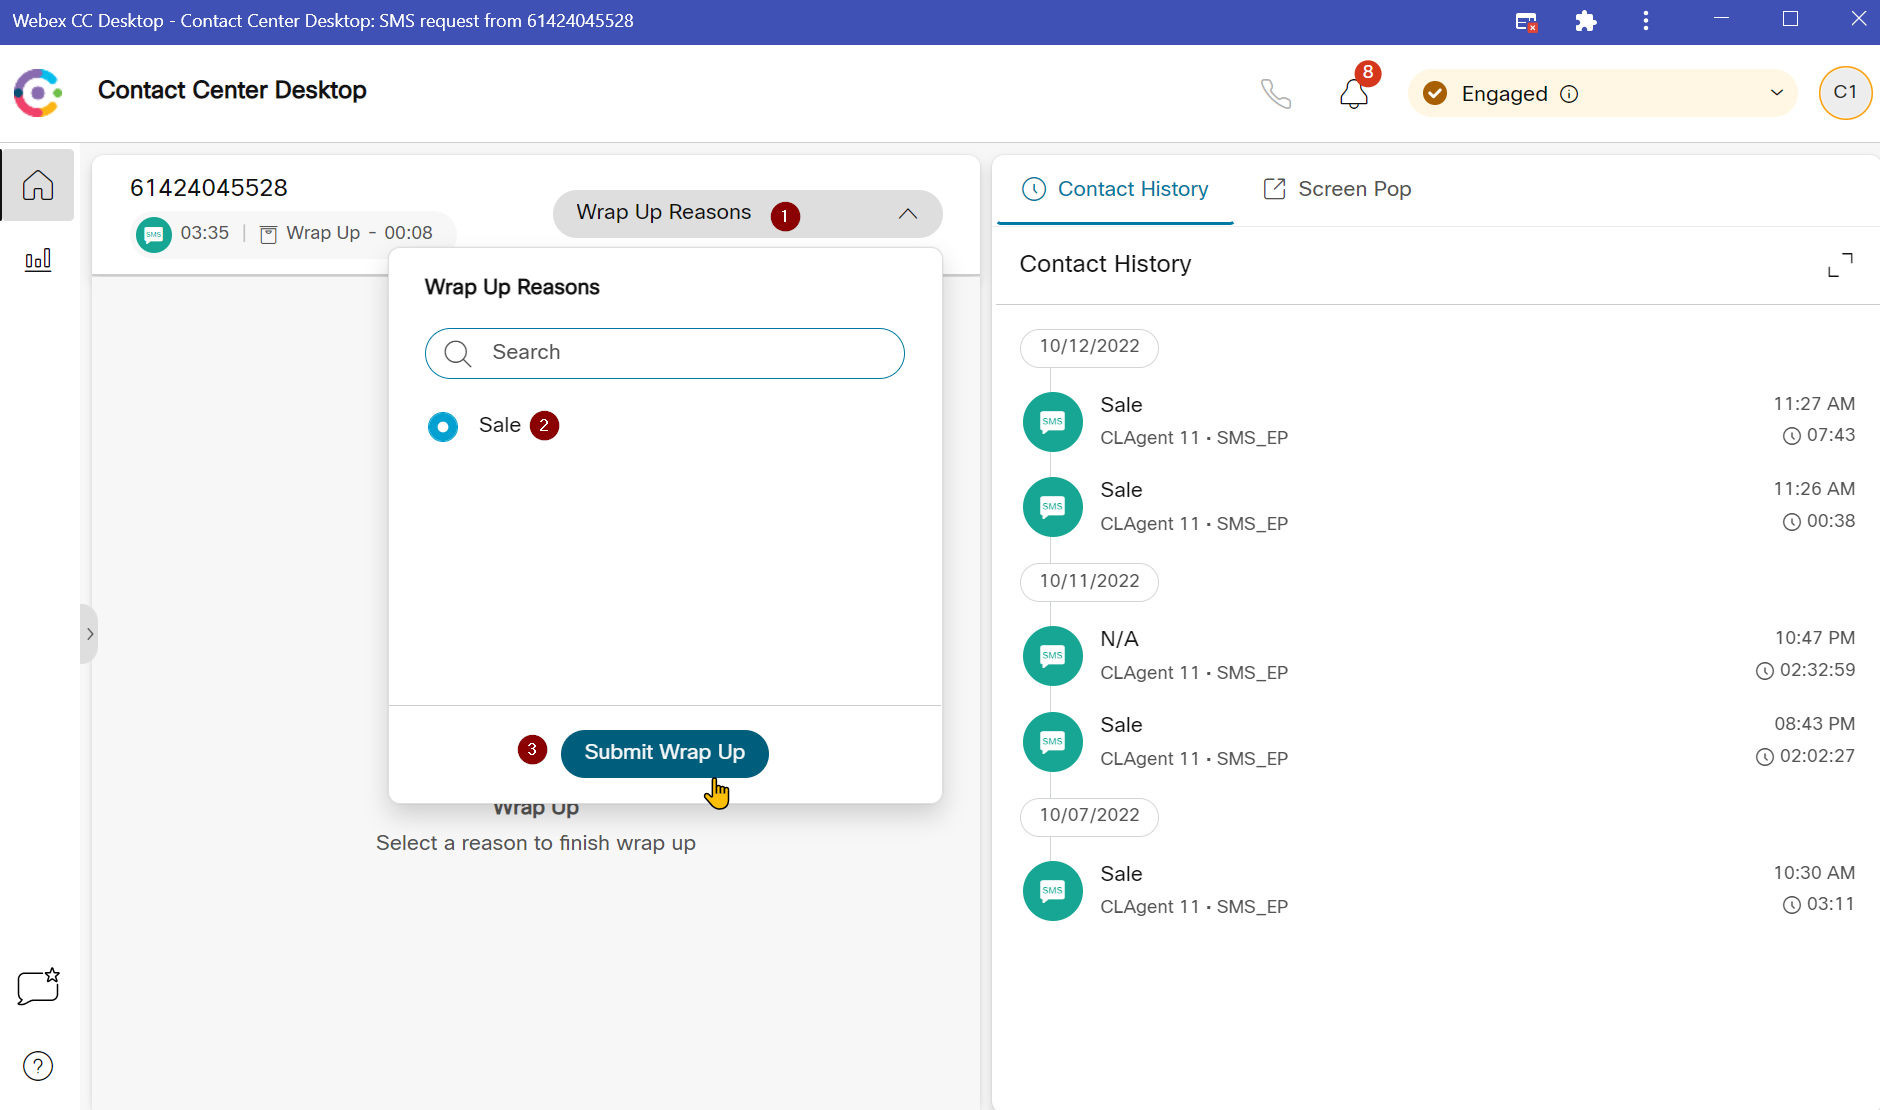 Webex CC Desktop - Contact Center Desktop: SMS request from 61424045528
Contact Center Desktop
8
Engaged
C1
61424045528
SMS 03:35 | Wrap Up - 00:08
Wrap Up Reasons 1
Wrap Up Reasons
Search
Sale 2
3 Submit Wrap Up
Wrap Up
Select a reason to finish wrap up
Contact History
Screen Pop
Contact History
10/12/2022
SMS
Sale
11:27 AM
CLAgent 11 • SMS_EP
07:43
SMS
Sale
11:26 AM
CLAgent 11 • SMS_EP
00:38
10/11/2022
SMS
N/A
10:47 PM
CLAgent 11 • SMS_EP
02:32:59
SMS
Sale
08:43 PM
CLAgent 11 • SMS_EP
02:02:27
10/07/2022
SMS
Sale
10:30 AM
CLAgent 11 • SMS_EP
03:11